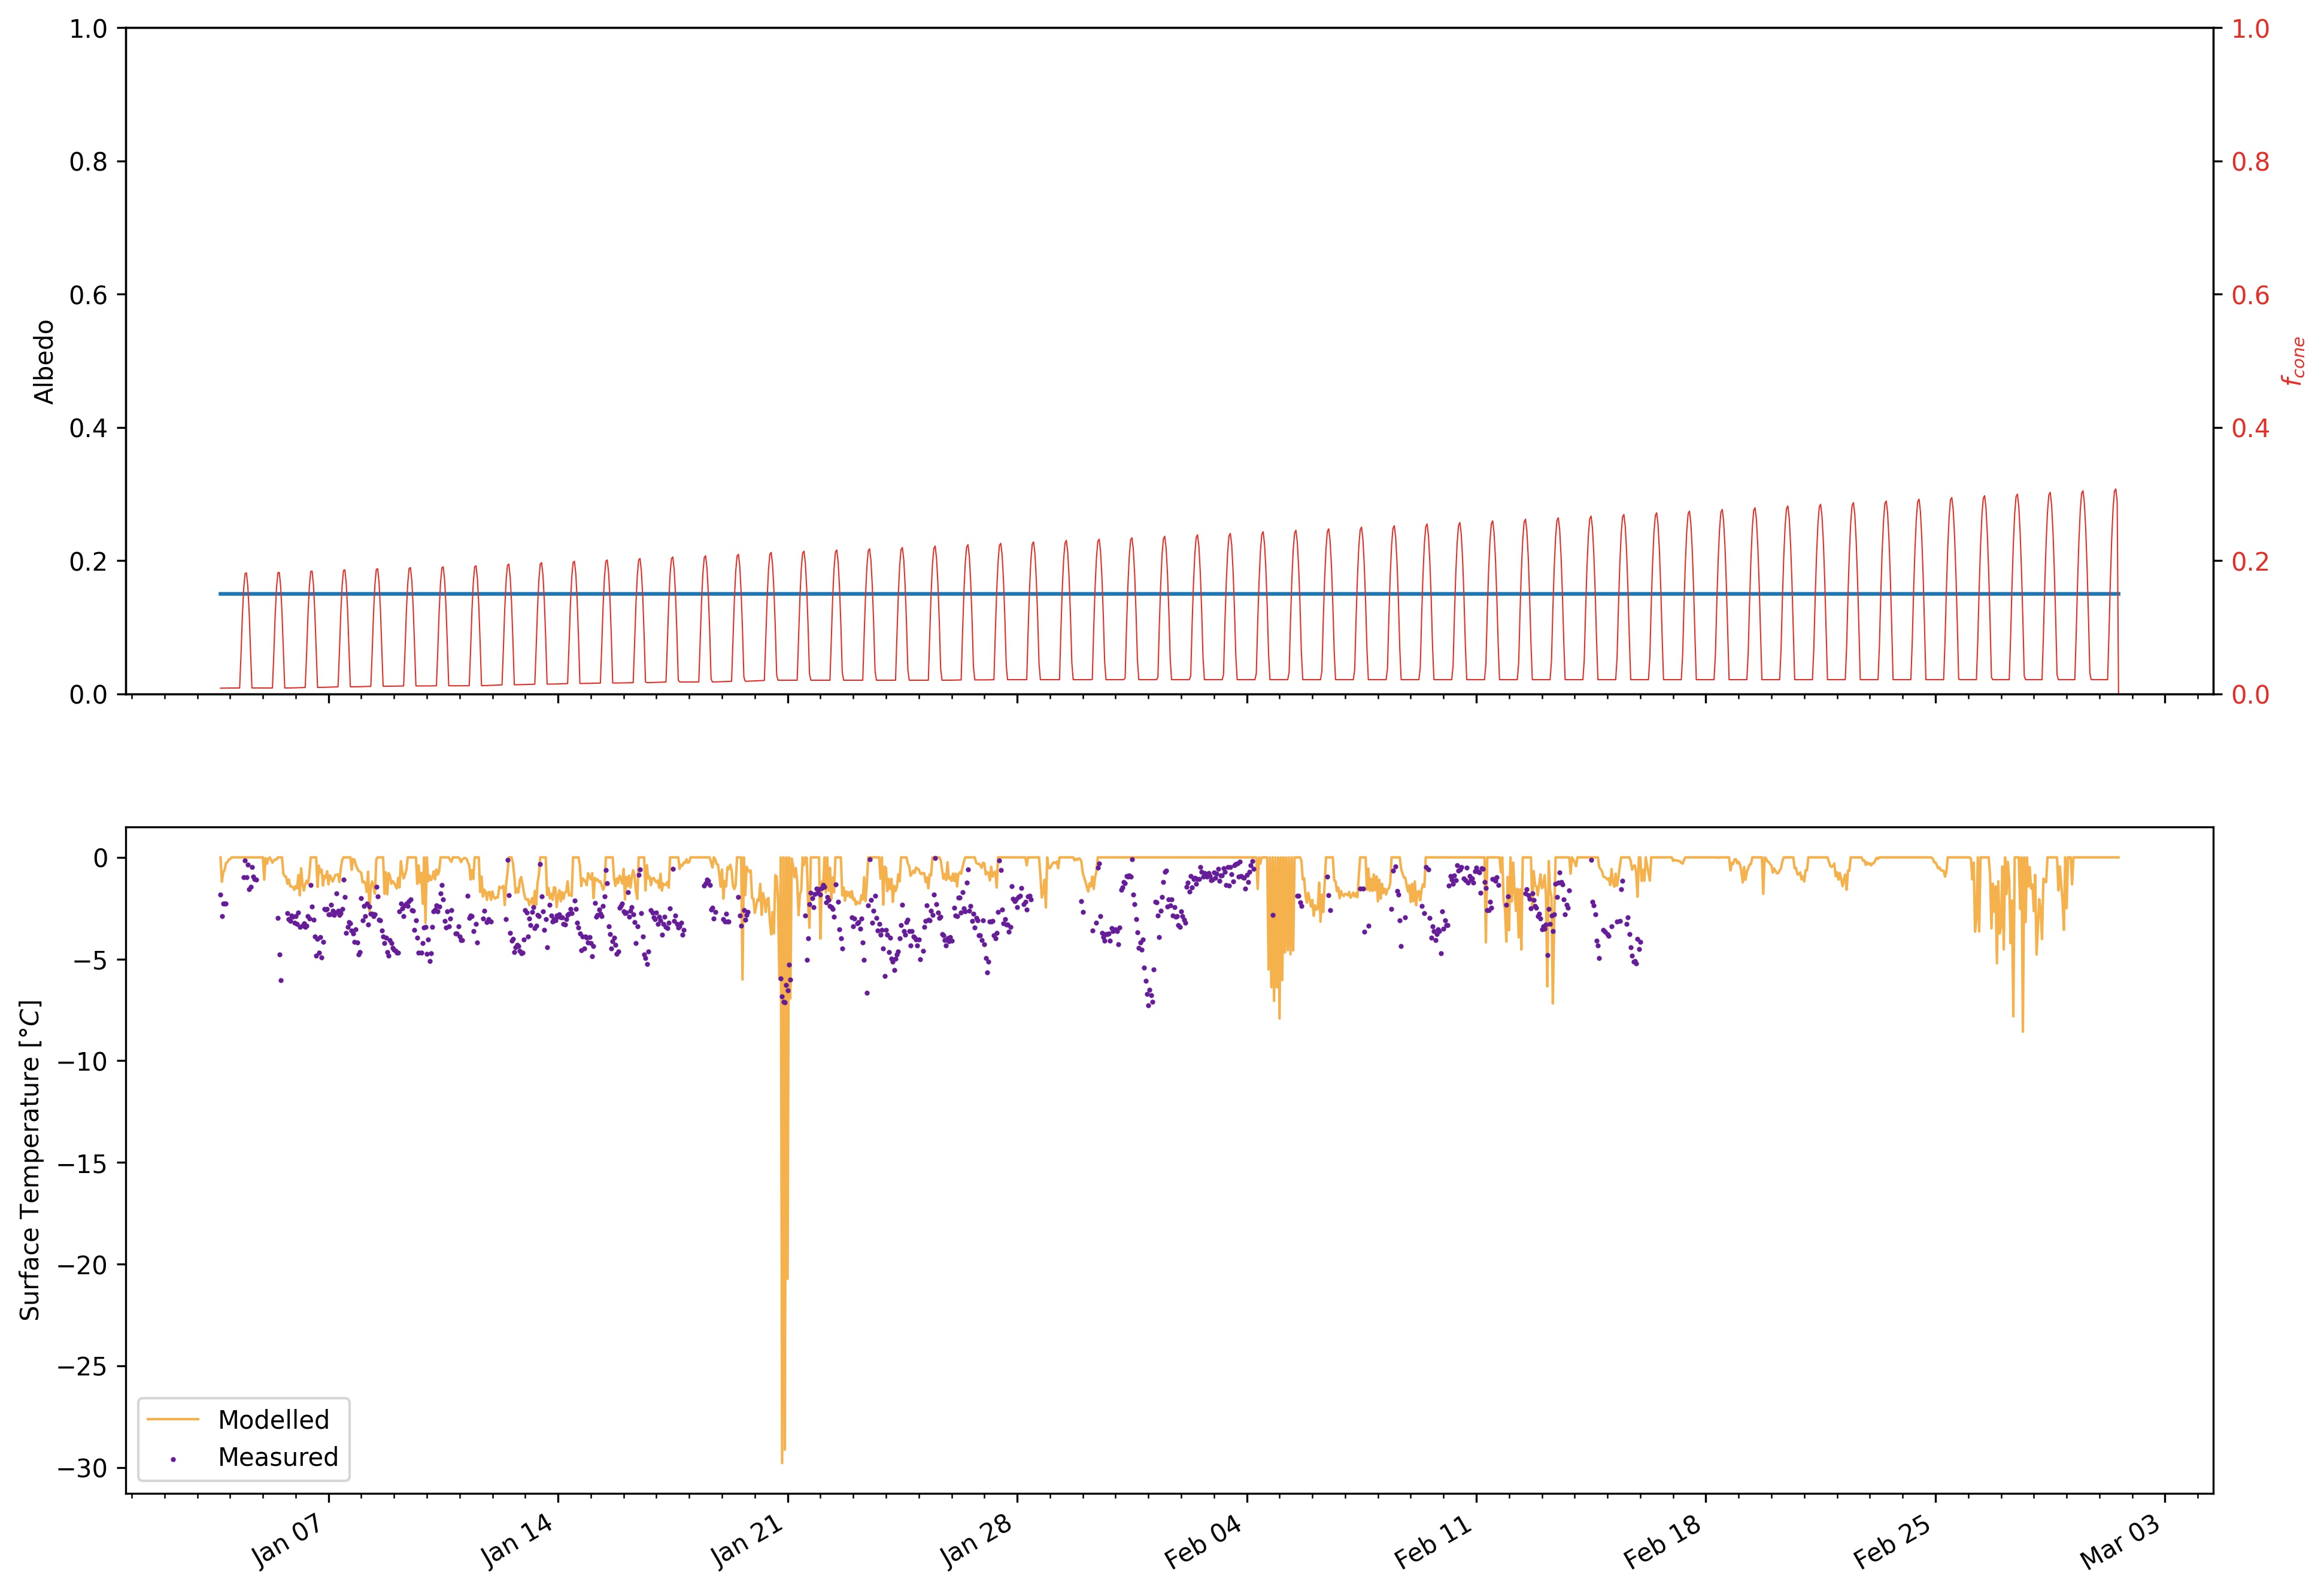 1.0
0.8
0.6
0.4
0.2
0.0
Albedo
1.0
0.8
0.6
0.4
0.2
0.0
f_cone
0
−5
−10
−15
−20
−25
−30
Surface Temperature [°C]
Modelled
Measured
Jan 07
Jan 14
Jan 21
Jan 28
Feb 04
Feb 11
Feb 18
Feb 25
Mar 03